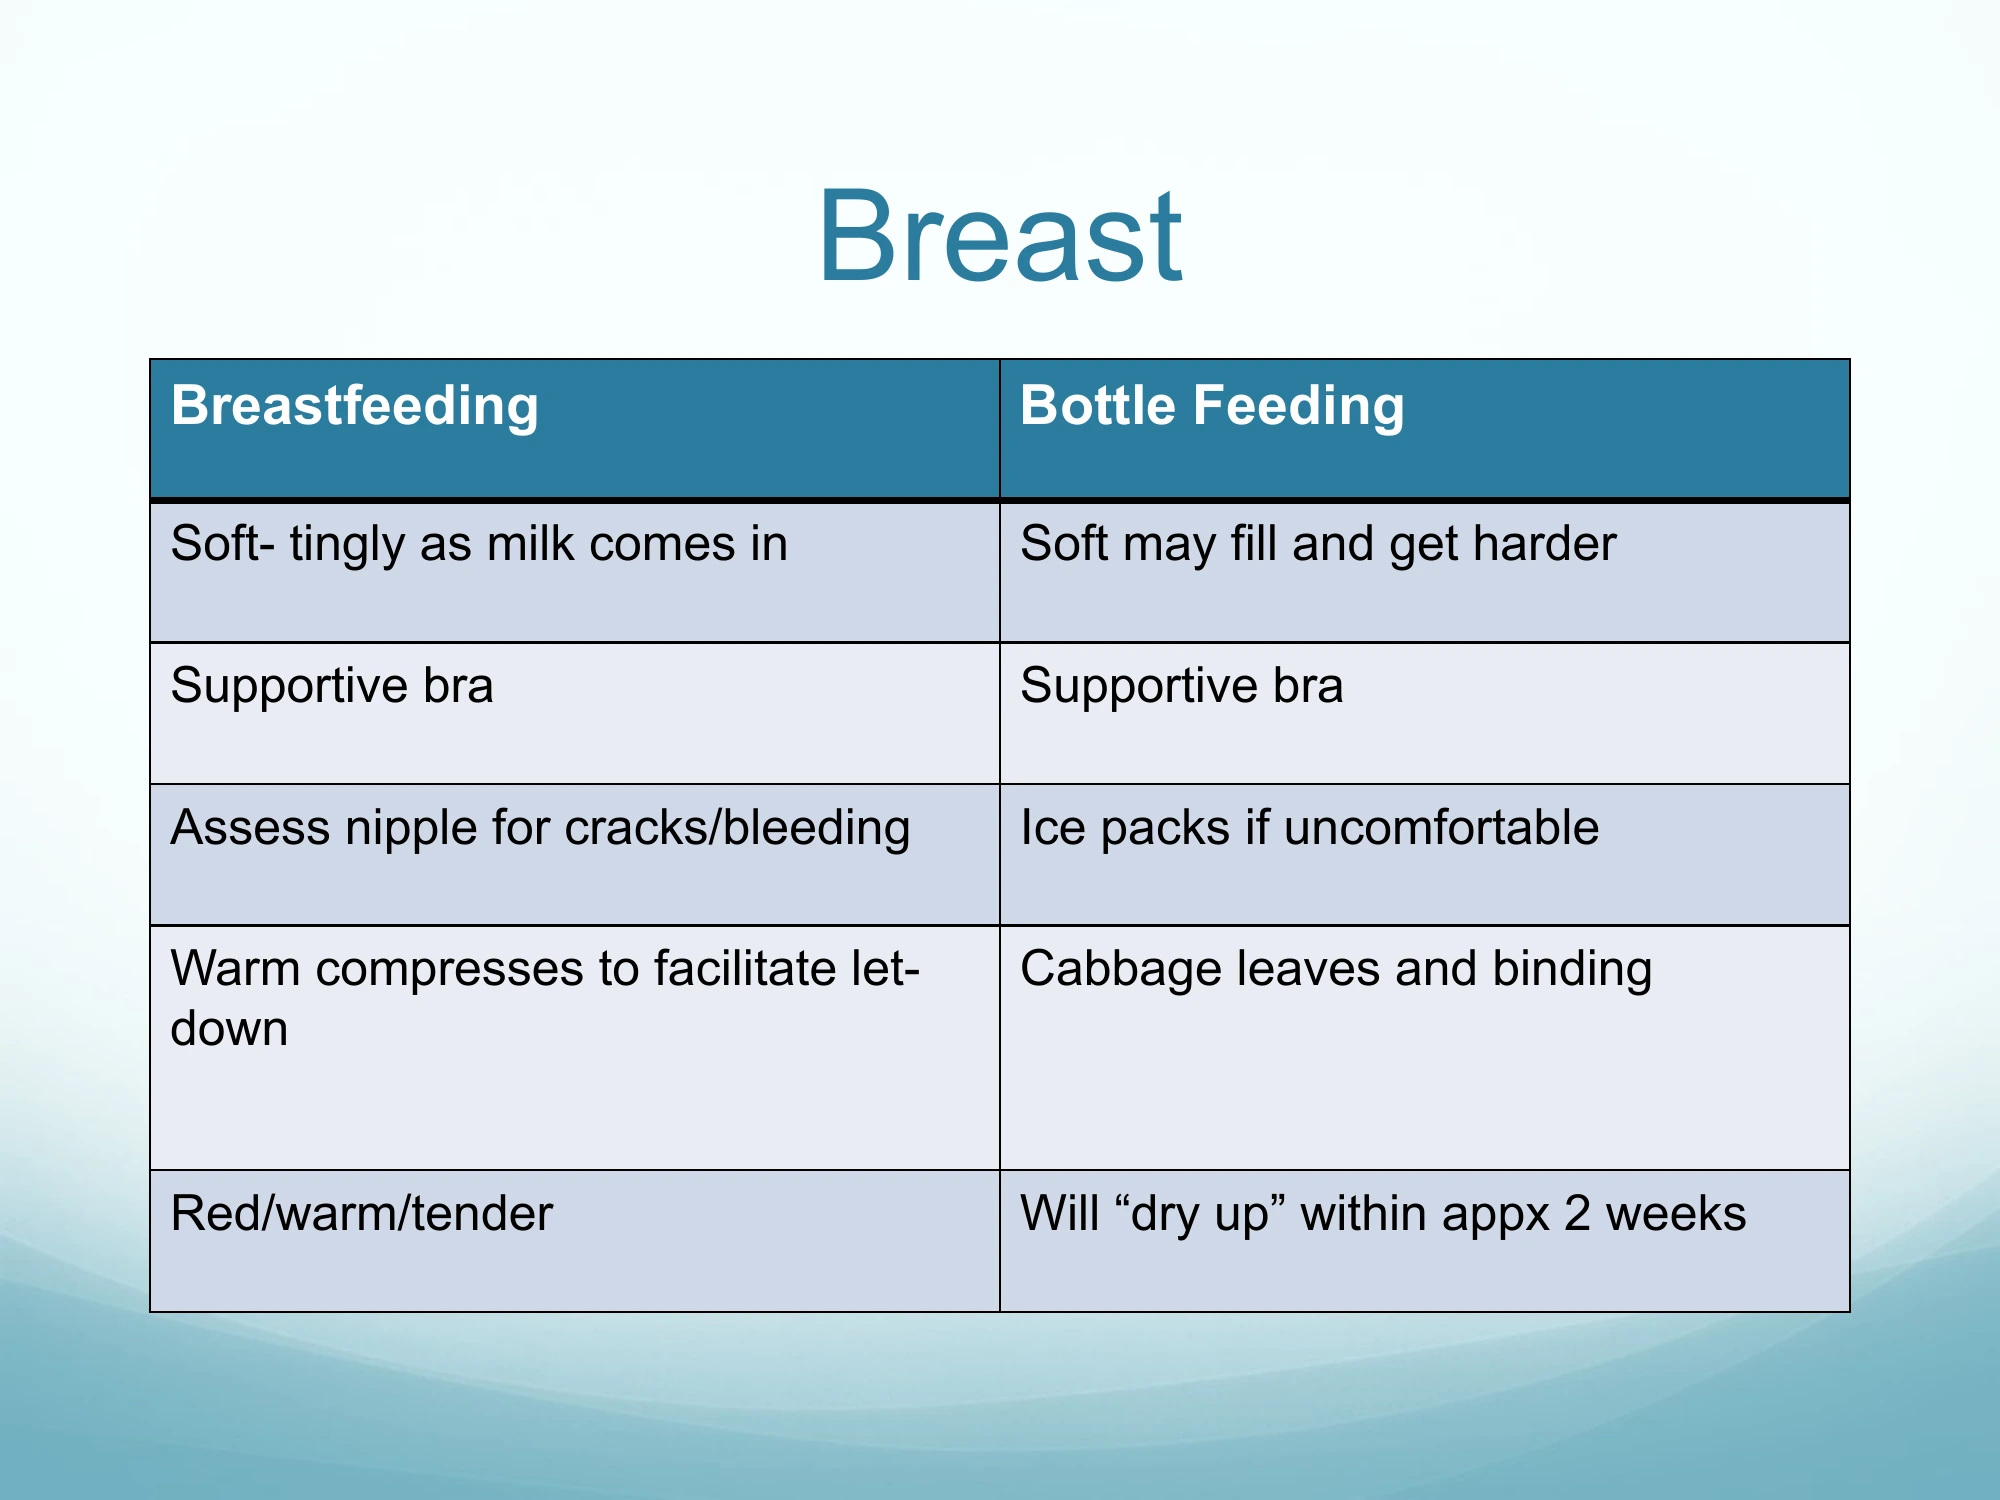 Breast
Breastfeeding
Bottle Feeding
Soft- tingly as milk comes in
Soft may fill and get harder
Supportive bra
Supportive bra
Assess nipple for cracks/bleeding
Ice packs if uncomfortable
Warm compresses to facilitate let-
down
Cabbage leaves and binding
Red/warm/tender
Will “dry up” within appx 2 weeks